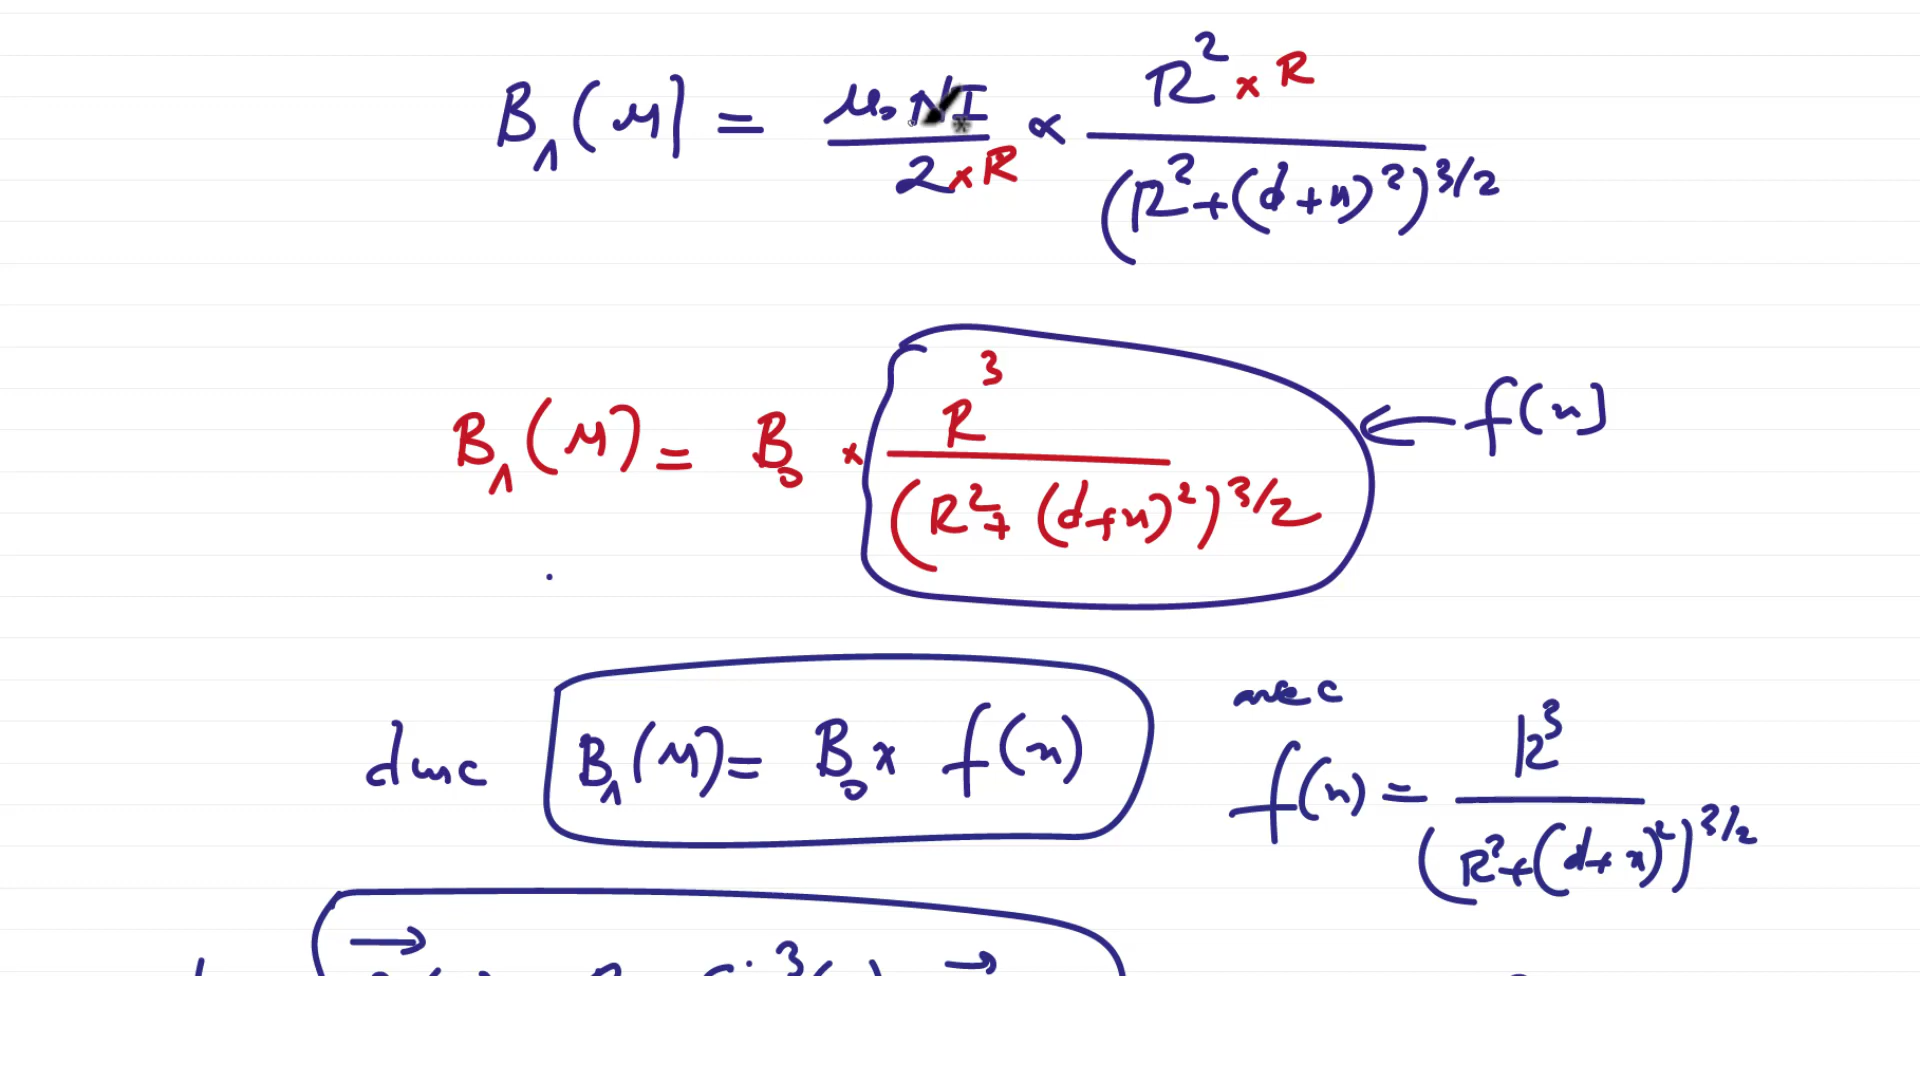 B₁(M) = μ₀NI / (2 × R) × R² × R / (R² + (d+x)²)^3/2
B₁(M) = B₀ × R³ / (R² + (d+x)²)^3/2 ← f(x)
donc B₁(M) = B₀ × f(x) avec
f(x) = R³ / (R² + (d+x)²)^3/2